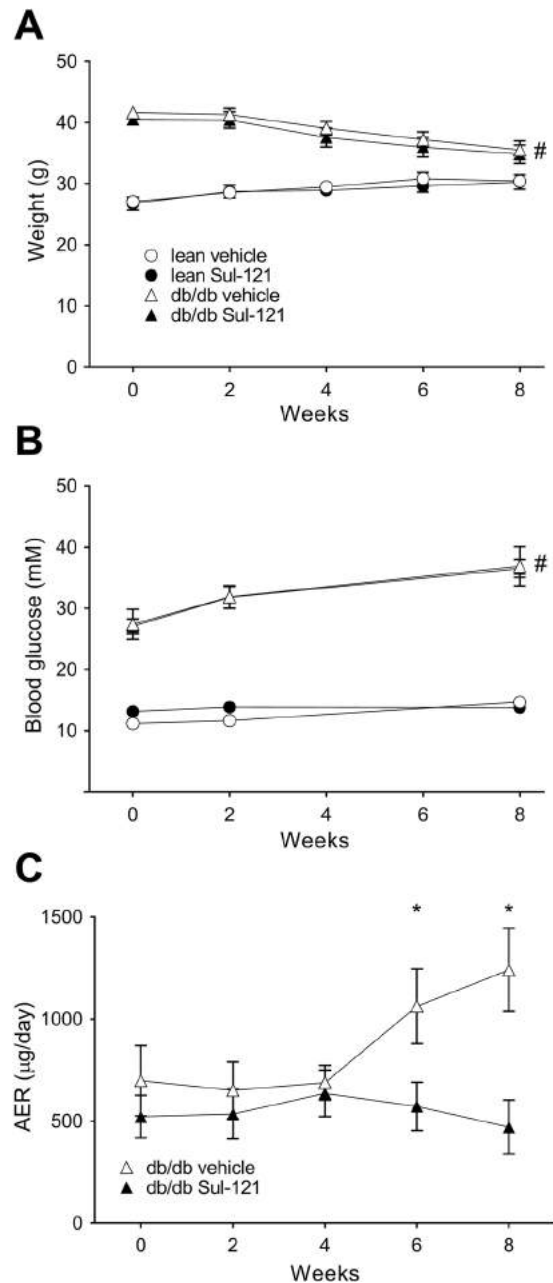 A
50
40
30
20
10
0
Weight (g)
#
lean vehicle
lean Sul-121
db/db vehicle
db/db Sul-121
0 2 4 6 8
Weeks
B
50
40
30
20
10
Blood glucose (mM)
#
0 2 4 6 8
Weeks
C
1500
1000
500
0
AER (μg/day)
* *
db/db vehicle
db/db Sul-121
0 2 4 6 8
Weeks